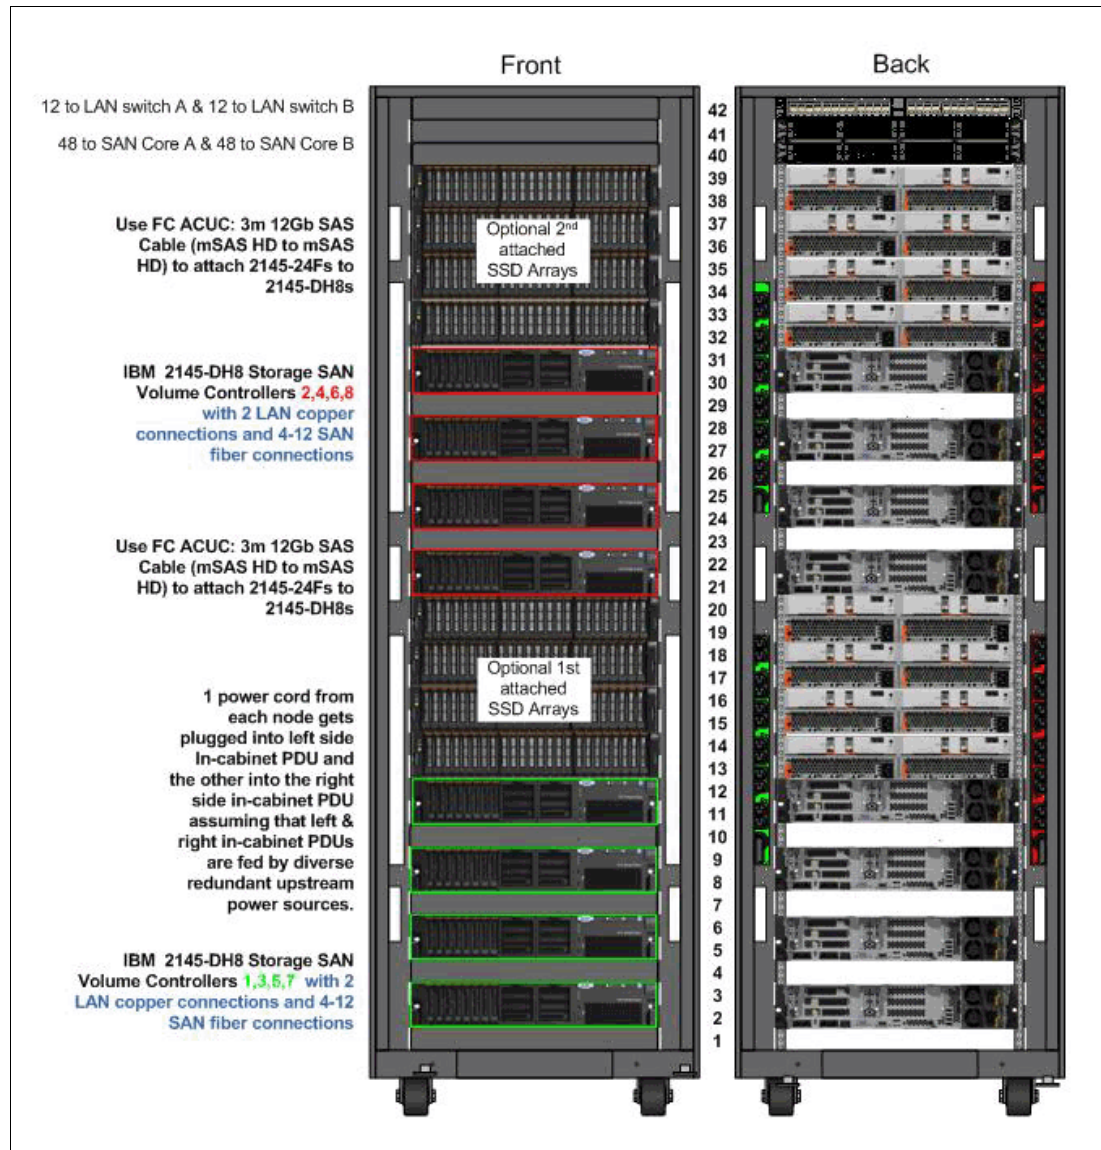 Front
Back
12 to LAN switch A & 12 to LAN switch B
48 to SAN Core A & 48 to SAN Core B
Use FC ACUC: 3m 12Gb SAS
Cable (mSAS HD to mSAS
HD) to attach 2145-24Fs to
2145-DH8s
IBM 2145-DH8 Storage SAN
Volume Controllers 2,4,6,8
with 2 LAN copper
connections and 4-12 SAN
fiber connections
Use FC ACUC: 3m 12Gb SAS
Cable (mSAS HD to mSAS
HD) to attach 2145-24Fs to
2145-DH8s
1 power cord from
each node gets
plugged into left side
In-cabinet PDU and
the other into the right
side in-cabinet PDU
assuming that left &
right in-cabinet PDUs
are fed by diverse
redundant upstream
power sources.
IBM 2145-DH8 Storage SAN
Volume Controllers 1,3,5,7 with 2
LAN copper connections and 4-12
SAN fiber connections
Optional 2nd
attached
SSD Arrays
Optional 1st
attached
SSD Arrays
42
41
40
39
38
37
36
35
34
33
32
31
30
29
28
27
26
25
24
23
22
21
20
19
18
17
16
15
14
13
12
11
10
9
8
7
6
5
4
3
2
1